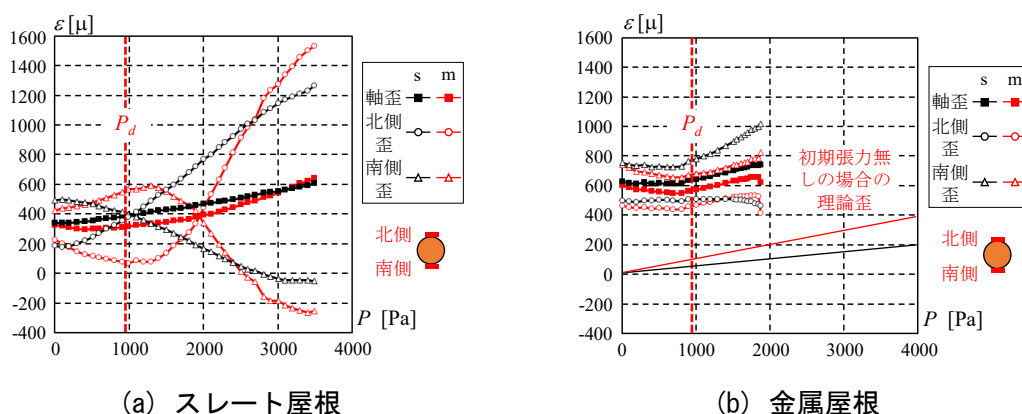 ε [μ]
1600
1400
1200
1000
800
600
400
200
0
-200
-400
P_d
0
1000
2000
3000
4000
P [Pa]
s m
軸歪
北側
歪
南側
歪
北側
南側
(a) スレート屋根
ε [μ]
1600
1400
1200
1000
800
600
400
200
0
-200
-400
P_d
初期張力無
しの場合の
理論歪
0
1000
2000
3000
4000
P [Pa]
s m
軸歪
北側
歪
南側
歪
北側
南側
(b) 金属屋根